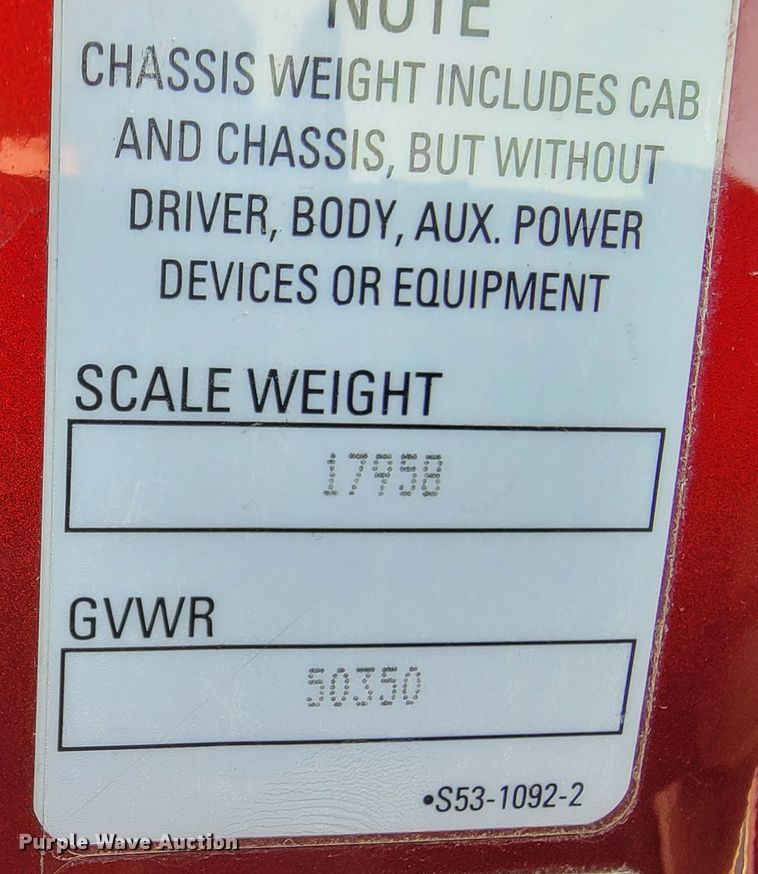 NOTE
CHASSIS WEIGHT INCLUDES CAB
AND CHASSIS, BUT WITHOUT
DRIVER, BODY, AUX. POWER
DEVICES OR EQUIPMENT
SCALE WEIGHT
17958
GVWR
50350
•S53-1092-2
Purple Wave Auction